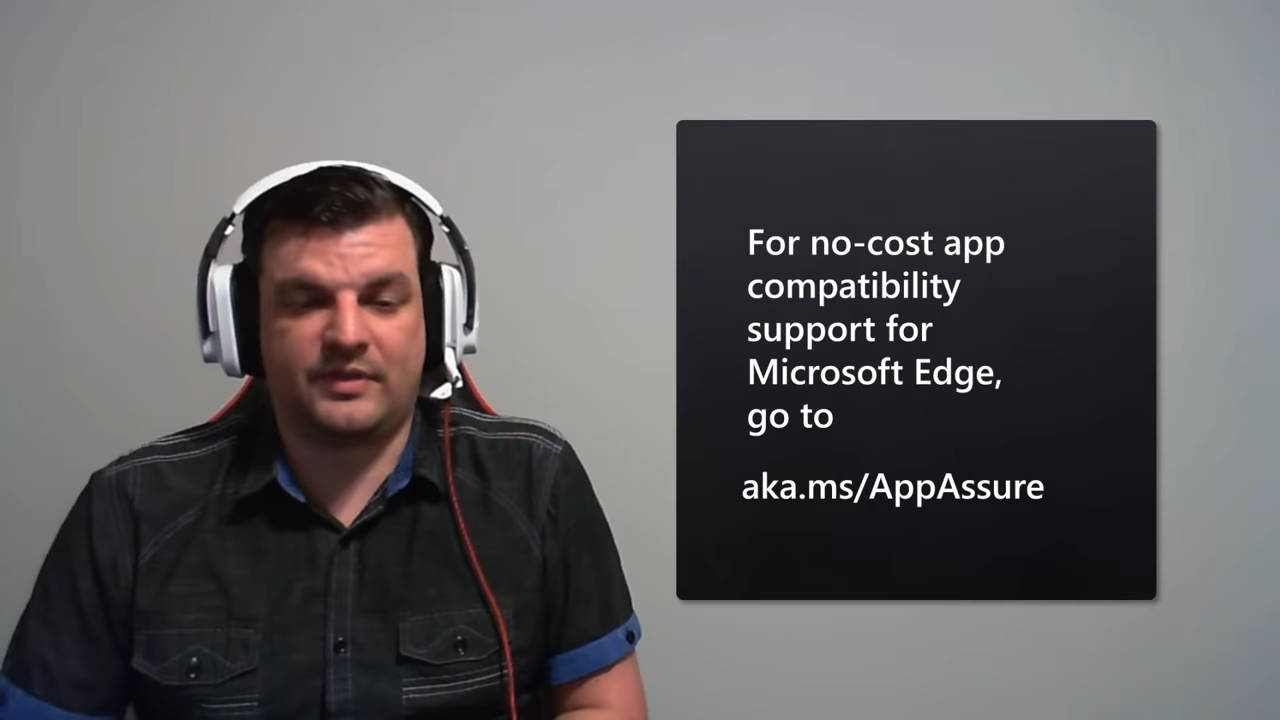 For no-cost app
compatibility
support for
Microsoft Edge,
go to
aka.ms/AppAssure